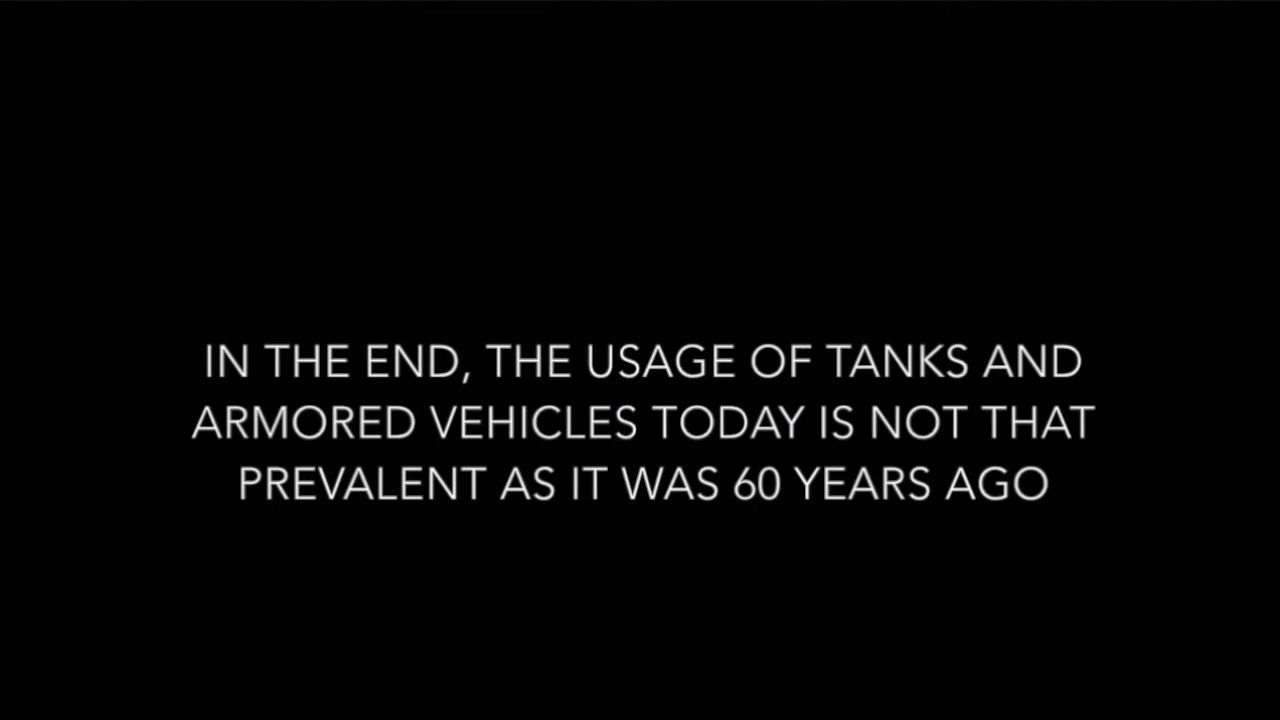 IN THE END, THE USAGE OF TANKS AND
ARMORED VEHICLES TODAY IS NOT THAT
PREVALENT AS IT WAS 60 YEARS AGO